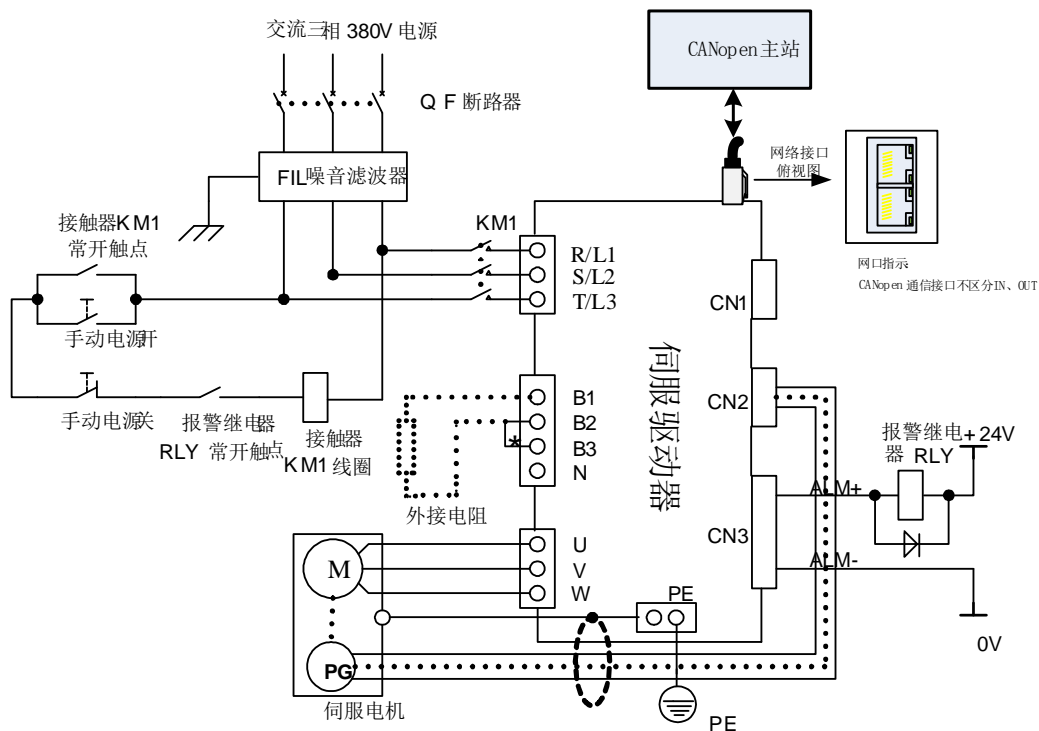 交流三相 380V 电源
CANopen主站
QF 断路器
网络接口
俯视图
FIL噪音滤波器
接触器KM1
常开触点
KM1
R/L1
S/L2
T/L3
网口指示
CANopen 通信接口不区分IN、OUT
CN1
手动电源开
伺服驱动器
B1
B2
B3
N
*
CN2
手动电源关
报警继电器
RLY 常开触点
接触器
KM1 线圈
外接电阻
报警继电器 RLY
+24V
ALM+
CN3
ALM-
U
V
W
M
PE
PG
0V
伺服电机
PE